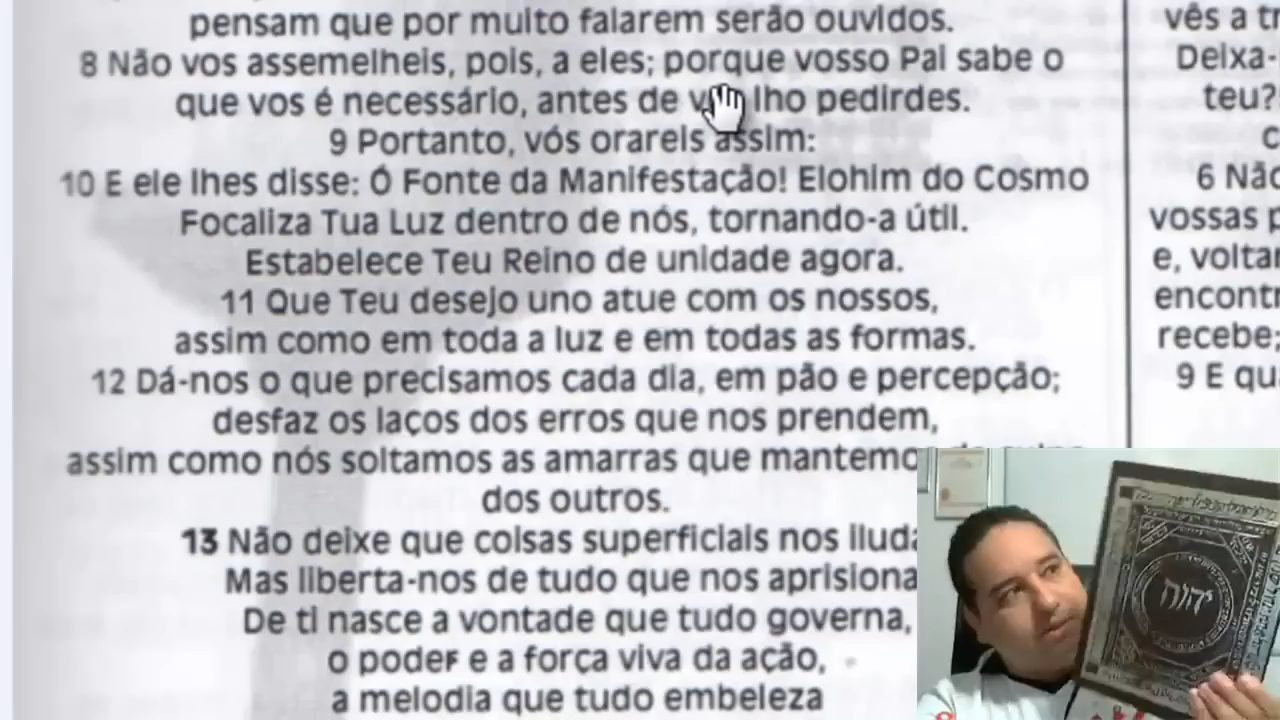 pensam que por muito falarem serão ouvidos.
8 Não vos assemelheis, pois, a eles; porque vosso Pai sabe o
que vos é necessário, antes de lho pedirdes.
9 Portanto, vós orareis assim:
10 E ele lhes disse: Ó Fonte da Manifestação! Elohim do Cosmo
Focaliza Tua Luz dentro de nós, tornando-a útil.
Estabelece Teu Reino de unidade agora.
11 Que Teu desejo uno atue com os nossos,
assim como em toda a luz e em todas as formas.
12 Dá-nos o que precisamos cada dia, em pão e percepção;
desfaz os laços dos erros que nos prendem,
assim como nós soltamos as amarras que
dos outros.
13 Não deixe que coisas superficiais nos
Mas liberta-nos de tudo que nos aprisiona
De ti nasce a vontade que tudo governa,
o poder e a força viva da ação,
a melodia que tudo embeleza
vês a
Deixa-
teu?
6
vossas
e,
recebe;
9 E
יהוה